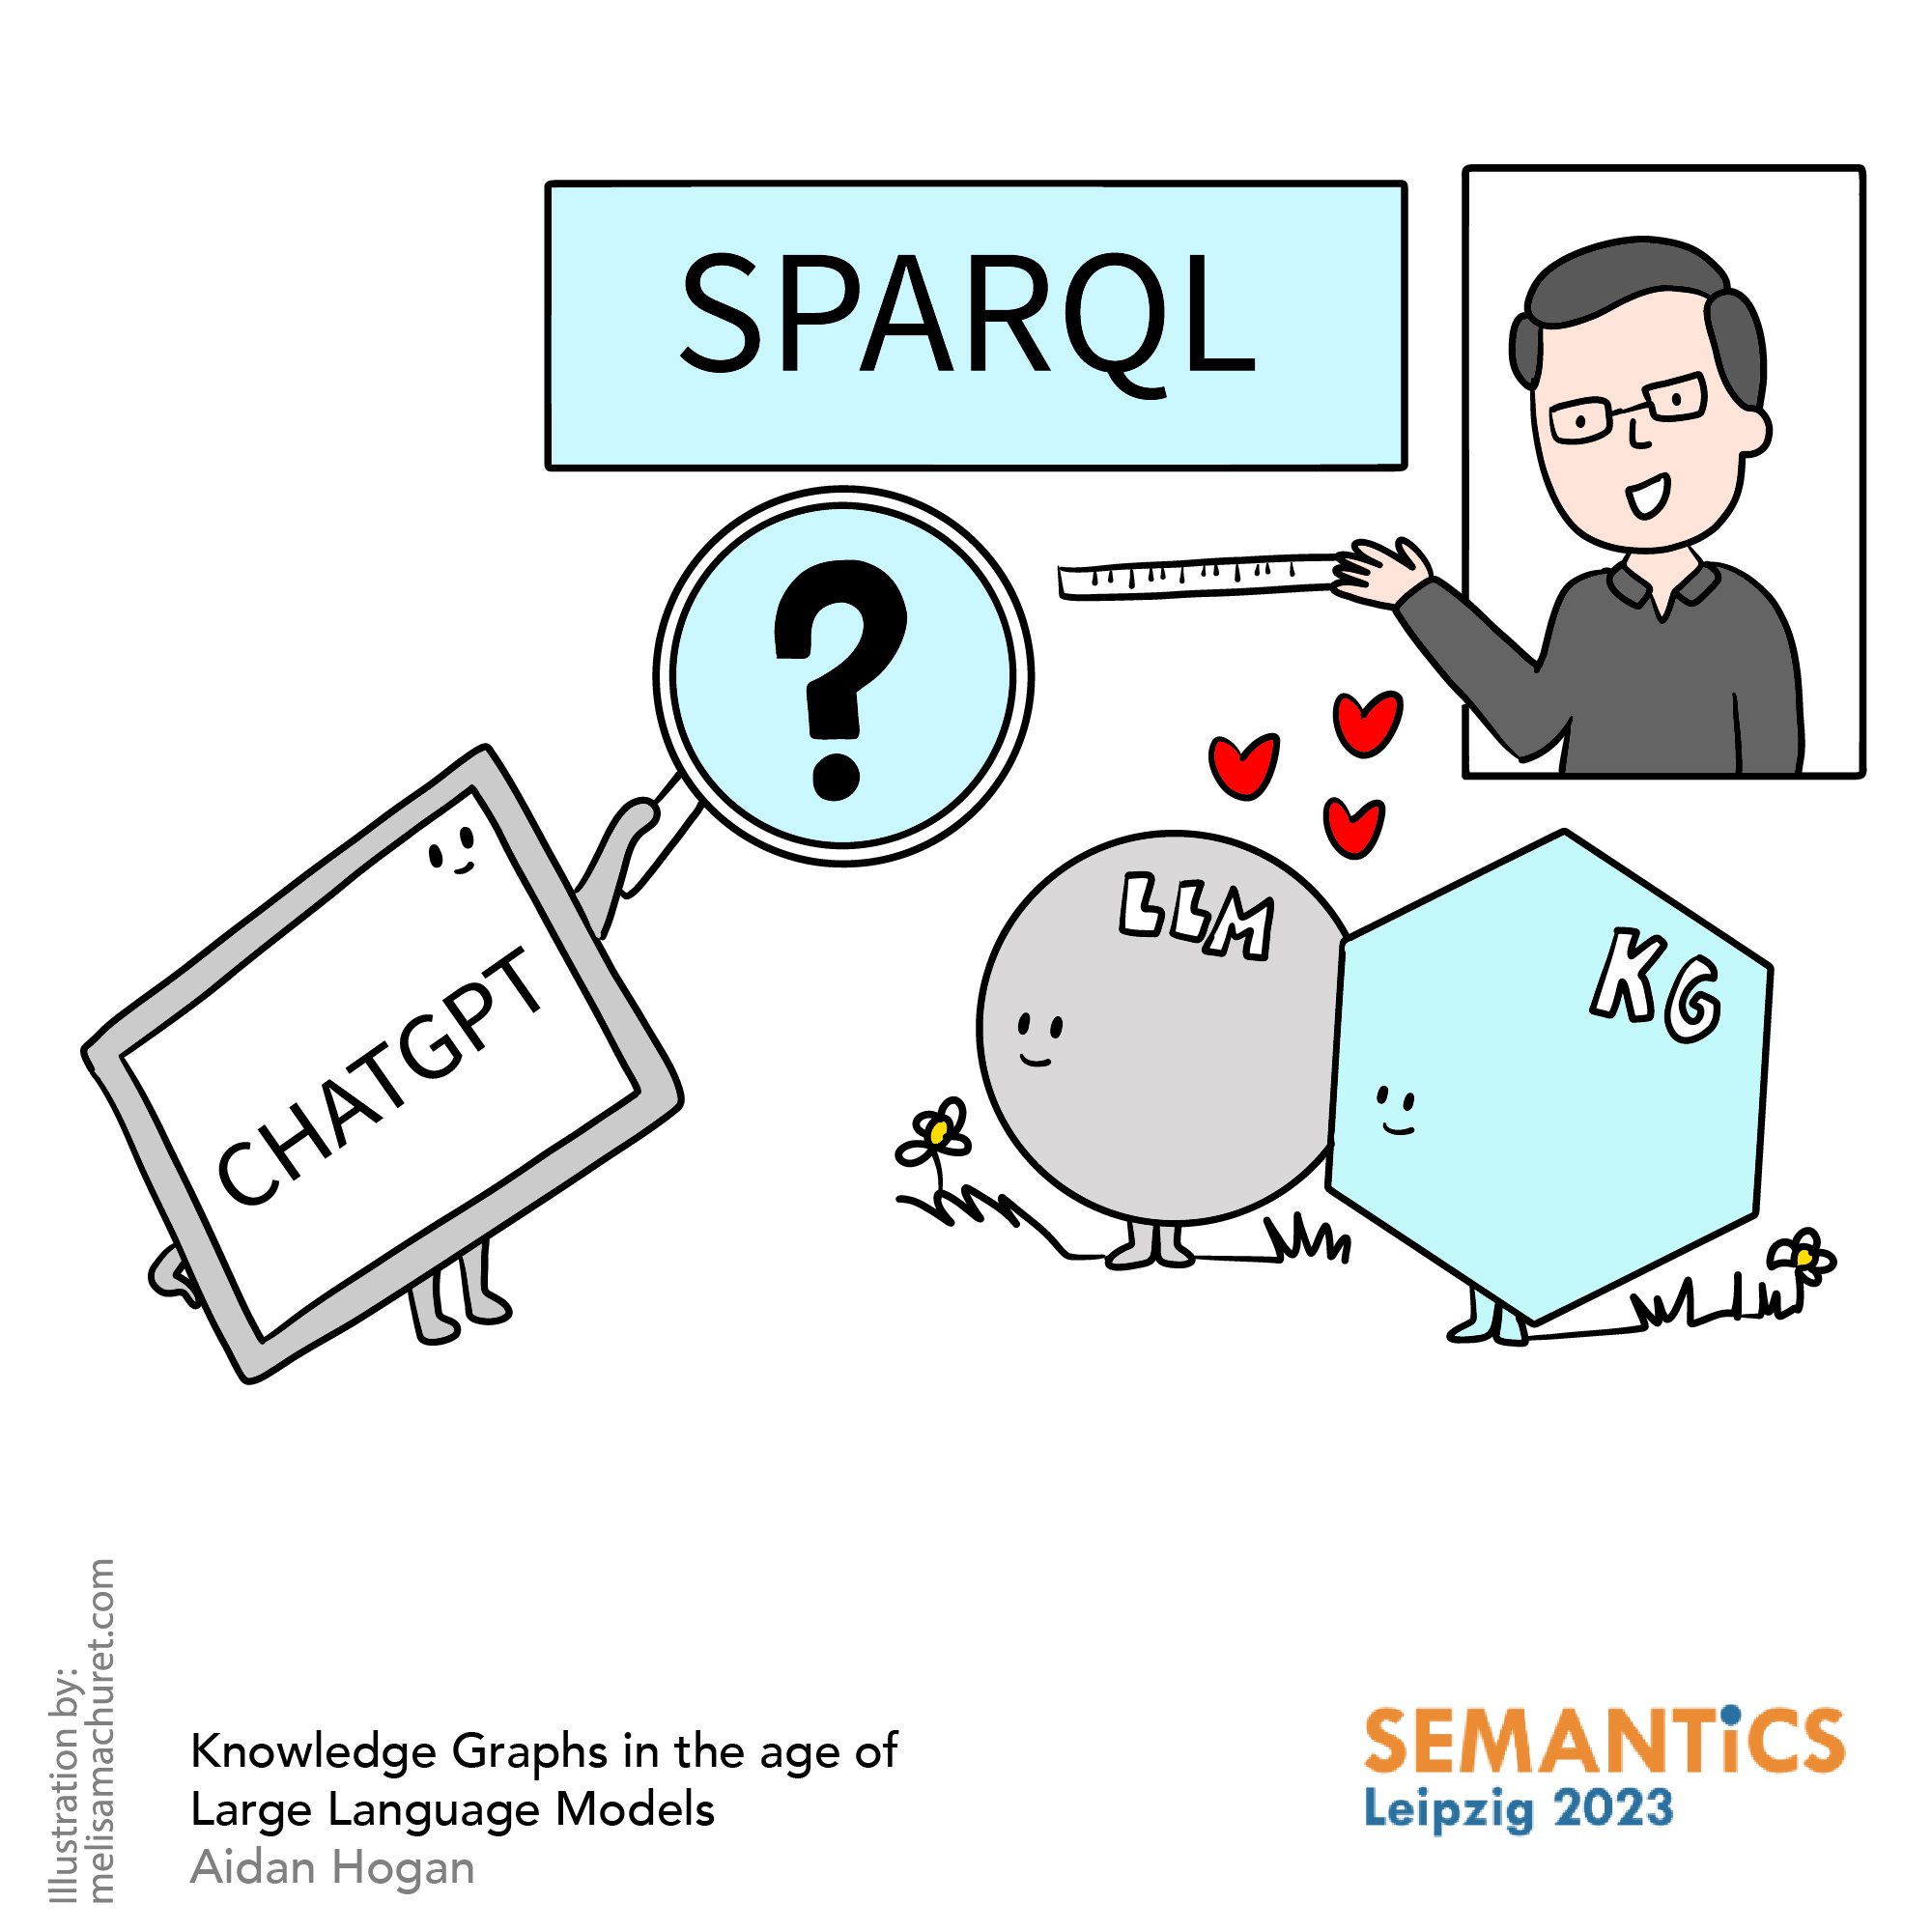 SPARQL
?
CHATGPT
LLM
KG
Illustration by:
melisamachuret.com
Knowledge Graphs in the age of
Large Language Models
Aidan Hogan
SEMANTiCS
Leipzig 2023